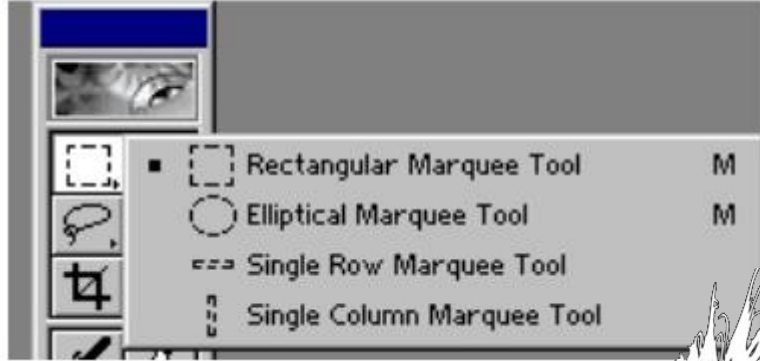 Rectangular Marquee Tool M
Elliptical Marquee Tool M
Single Row Marquee Tool
Single Column Marquee Tool